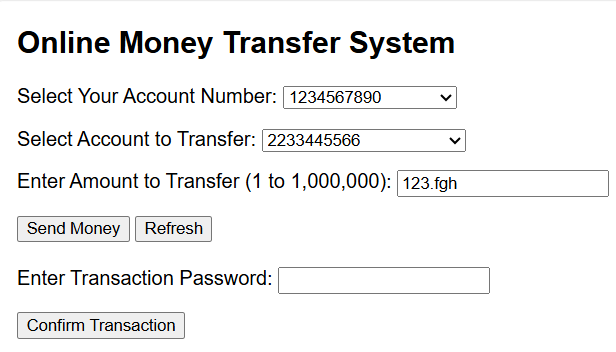 Online Money Transfer System
Select Your Account Number: 1234567890
Select Account to Transfer: 2233445566
Enter Amount to Transfer (1 to 1,000,000): 123.fgh
Send Money Refresh
Enter Transaction Password:
Confirm Transaction